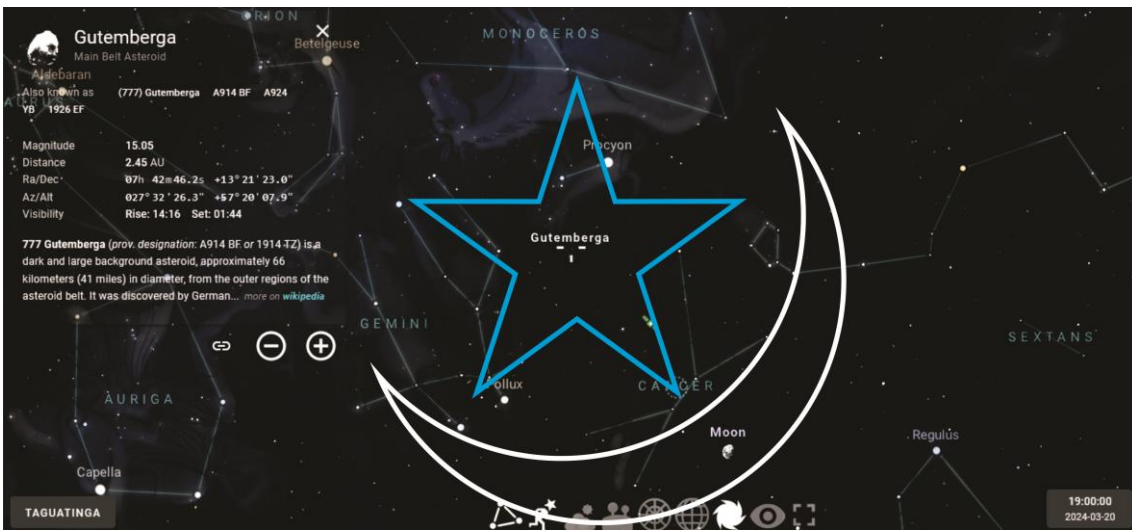 Gutemberga
Main Belt Asteroid
Aldebaran
Also known as (777) Gutemberga A914 BF A924
YB 1926 EF
Magnitude 15.05
Distance 2.45 AU
Ra/Dec 07h 42m46.2s +13°21'23.0"
Az/Alt 027°32'26.3" +57°20'07.9"
Visibility Rise: 14:16 Set: 01:44
777 Gutemberga (prov. designation: A914 BF or 1914 TZ) is a
dark and large background asteroid, approximately 66
kilometers (41 miles) in diameter, from the outer regions of the
asteroid belt. It was discovered by German... more on wikipedia
ORION
Betelgeuse
MONOCEROS
Procyon
Gutemberga
GEMINI
SEXTANS
AURIGA
Pollux
CANCER
Moon
Regulus
Capella
TAGUATINGA
19:00:00
2024-03-20